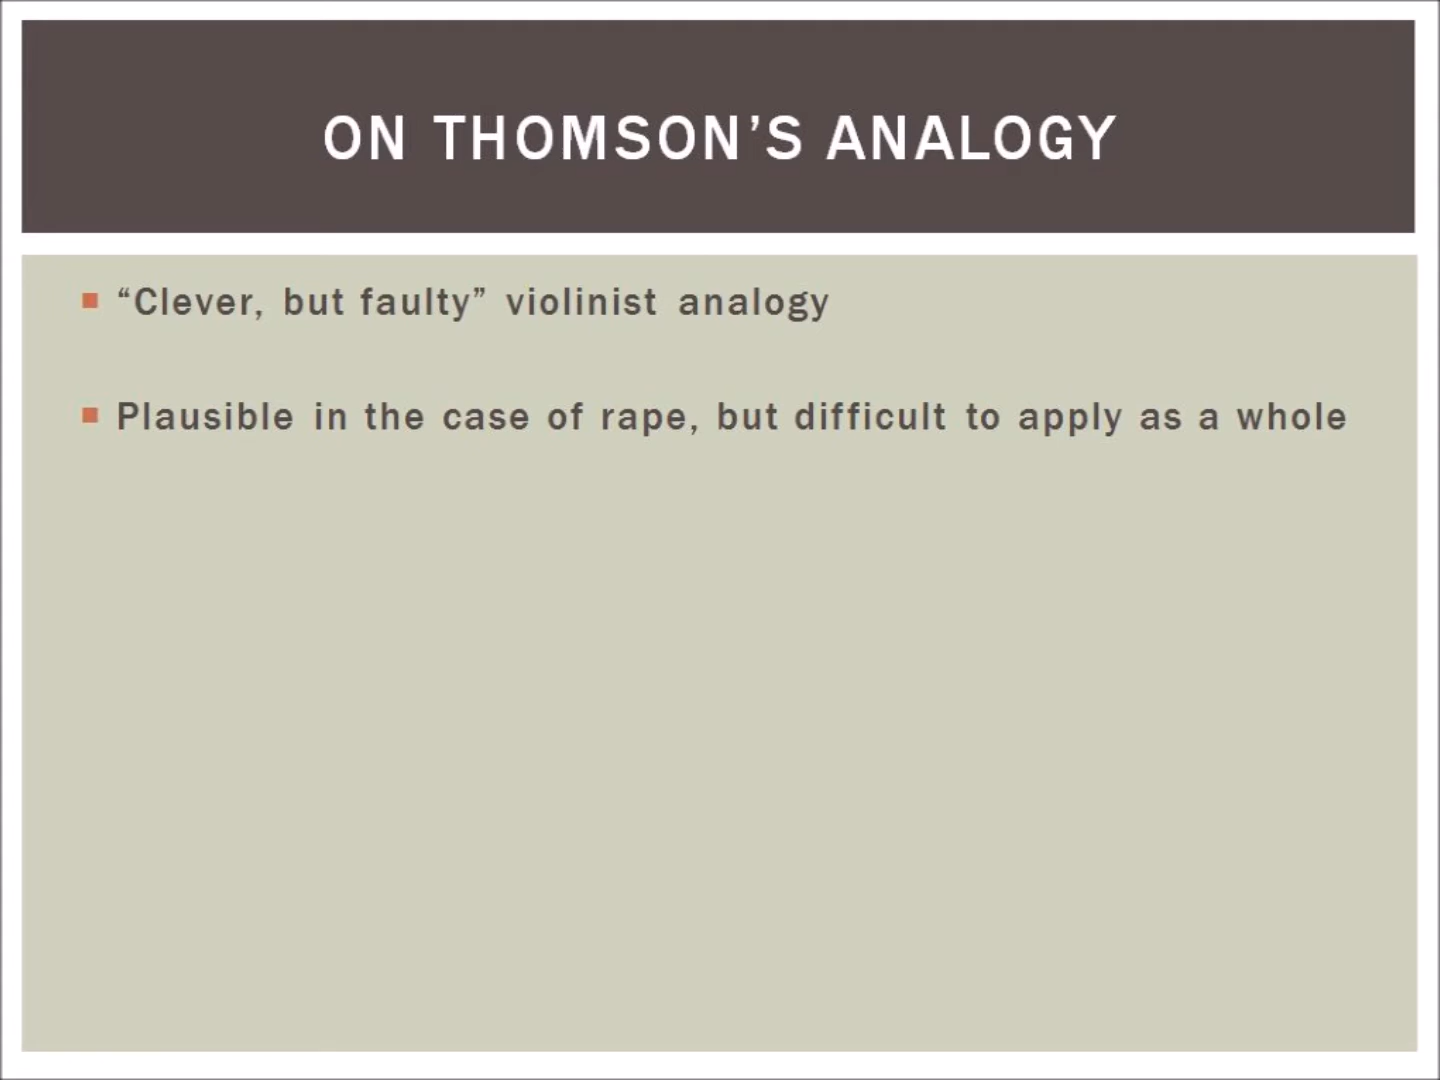 ON THOMSON’S ANALOGY
“Clever, but faulty” violinist analogy
Plausible in the case of rape, but difficult to apply as a whole